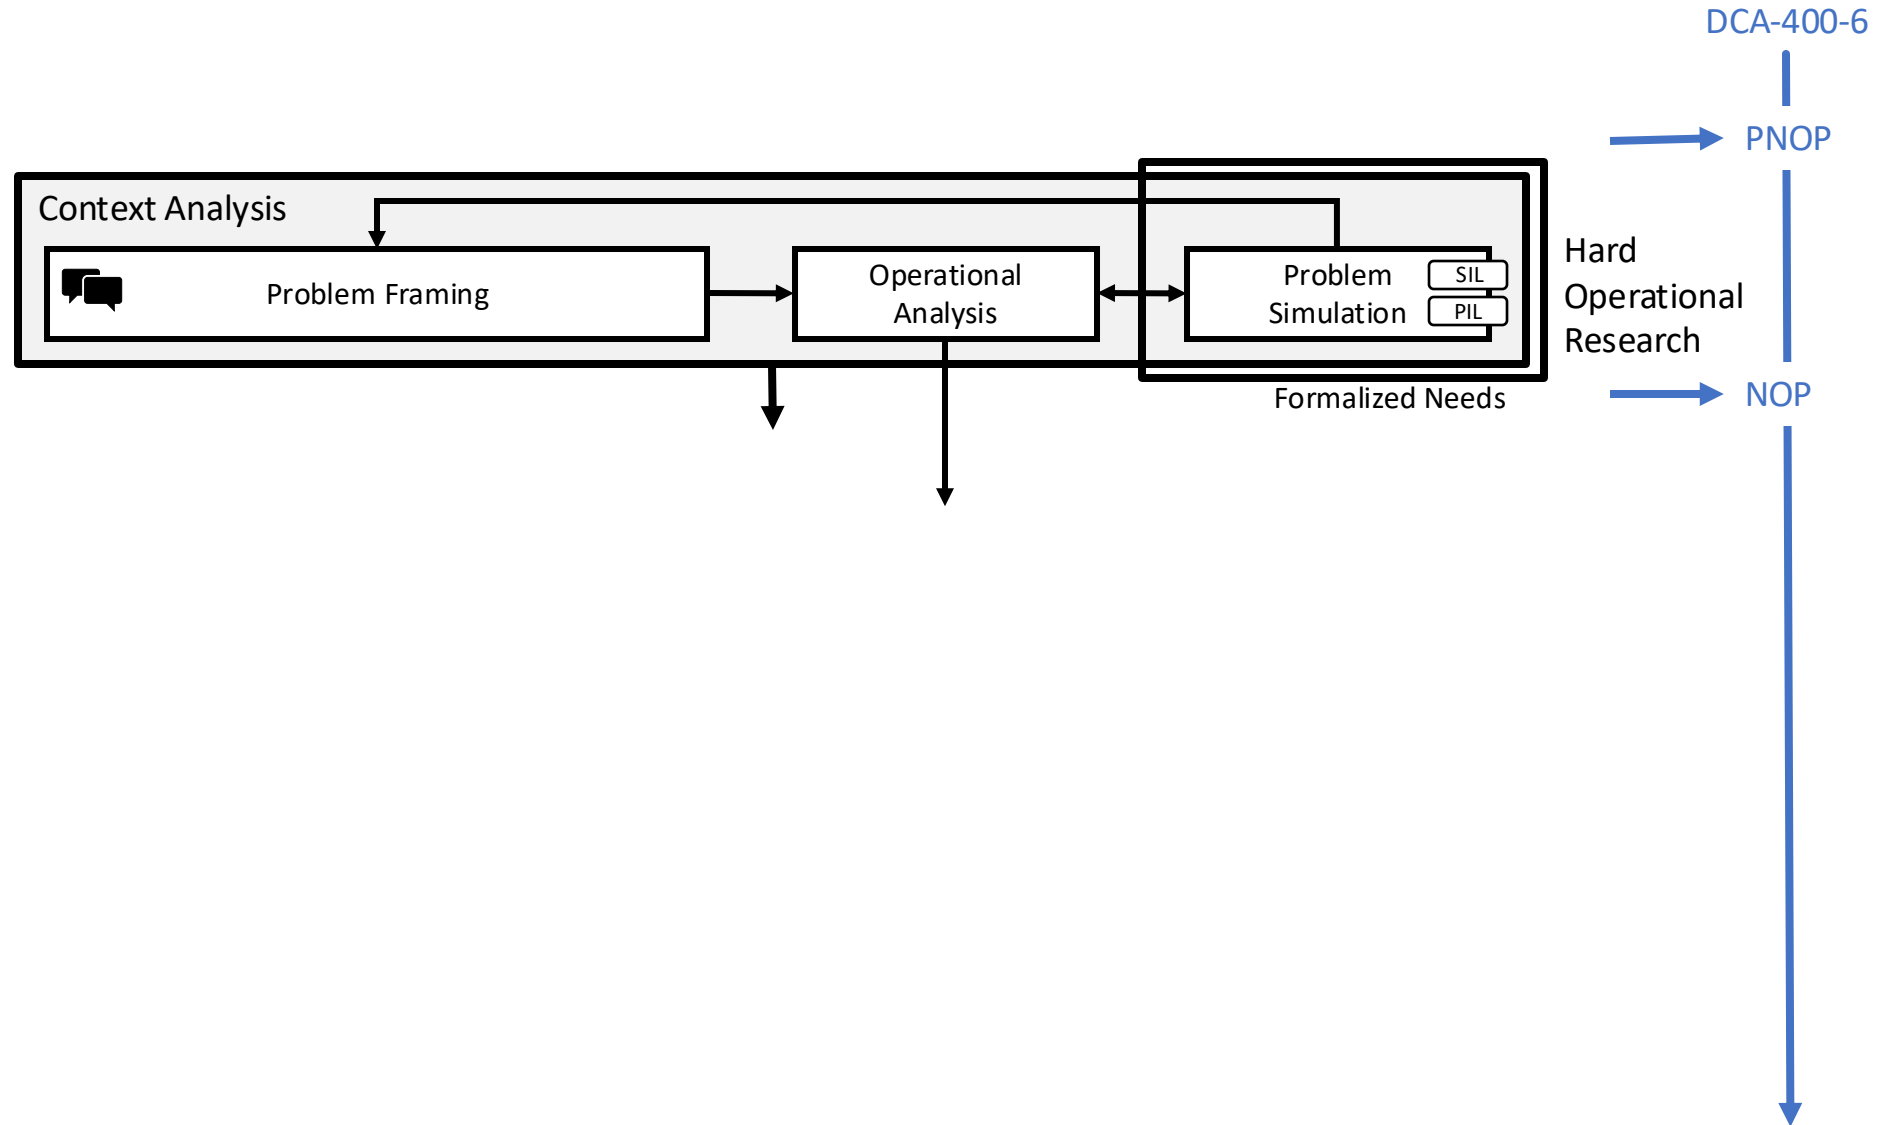 DCA-400-6
PNOP
Context Analysis
Problem Framing
Operational
Analysis
Problem
Simulation
SIL
PIL
Hard
Operational
Research
Formalized Needs
NOP